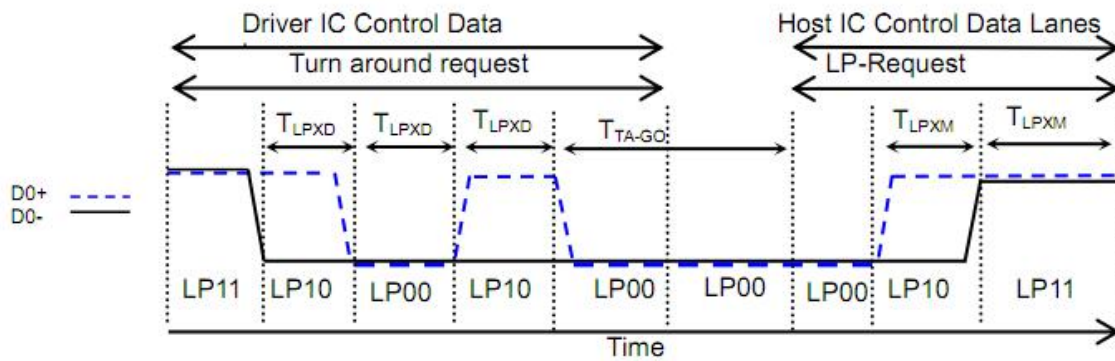 Driver IC Control Data Host IC Control Data Lanes
Turn around request LP-Request
TLPXD TLPXD TLPXD TTA-GO TLPXM TLPXM
D0+
D0-
LP11 LP10 LP00 LP10 LP00 LP00 LP00 LP10 LP11
Time